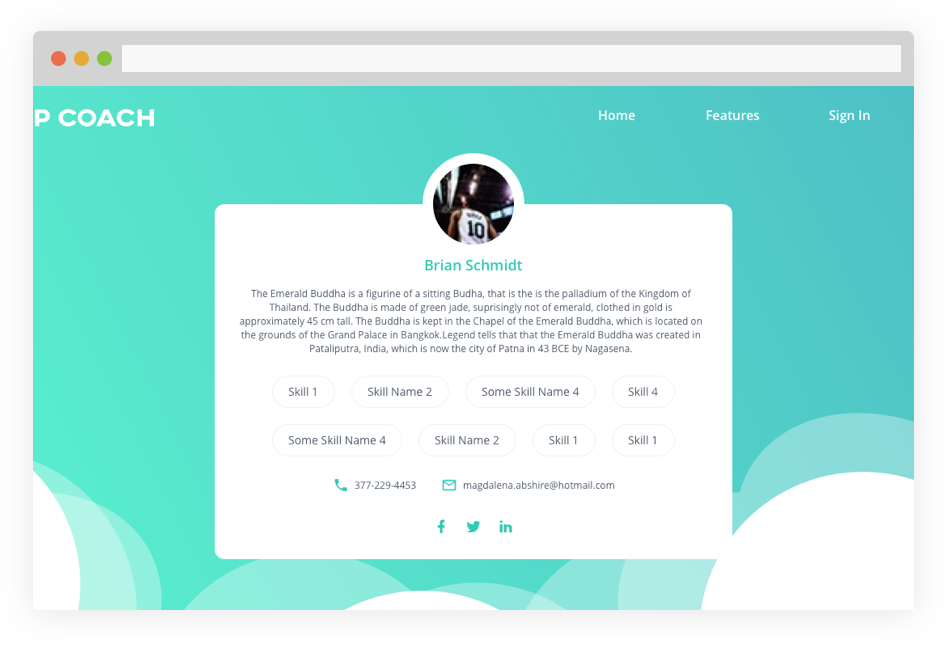 P COACH
Home
Features
Sign In
10
Brian Schmidt
The Emerald Buddha is a figurine of a sitting Budha, that is the is the palladium of the Kingdom of
Thailand. The Buddha is made of green jade, suprisingly not of emerald, clothed in gold is
approximately 45 cm tall. The Buddha is kept in the Chapel of the Emerald Buddha, which is located on
the grounds of the Grand Palace in Bangkok.Legend tells that that the Emerald Buddha was created in
Pataliputra, India, which is now the city of Patna in 43 BCE by Nagasena.
Skill 1
Skill Name 2
Some Skill Name 4
Skill 4
Some Skill Name 4
Skill Name 2
Skill 1
Skill 1
377-229-4453
magdalena.abshire@hotmail.com